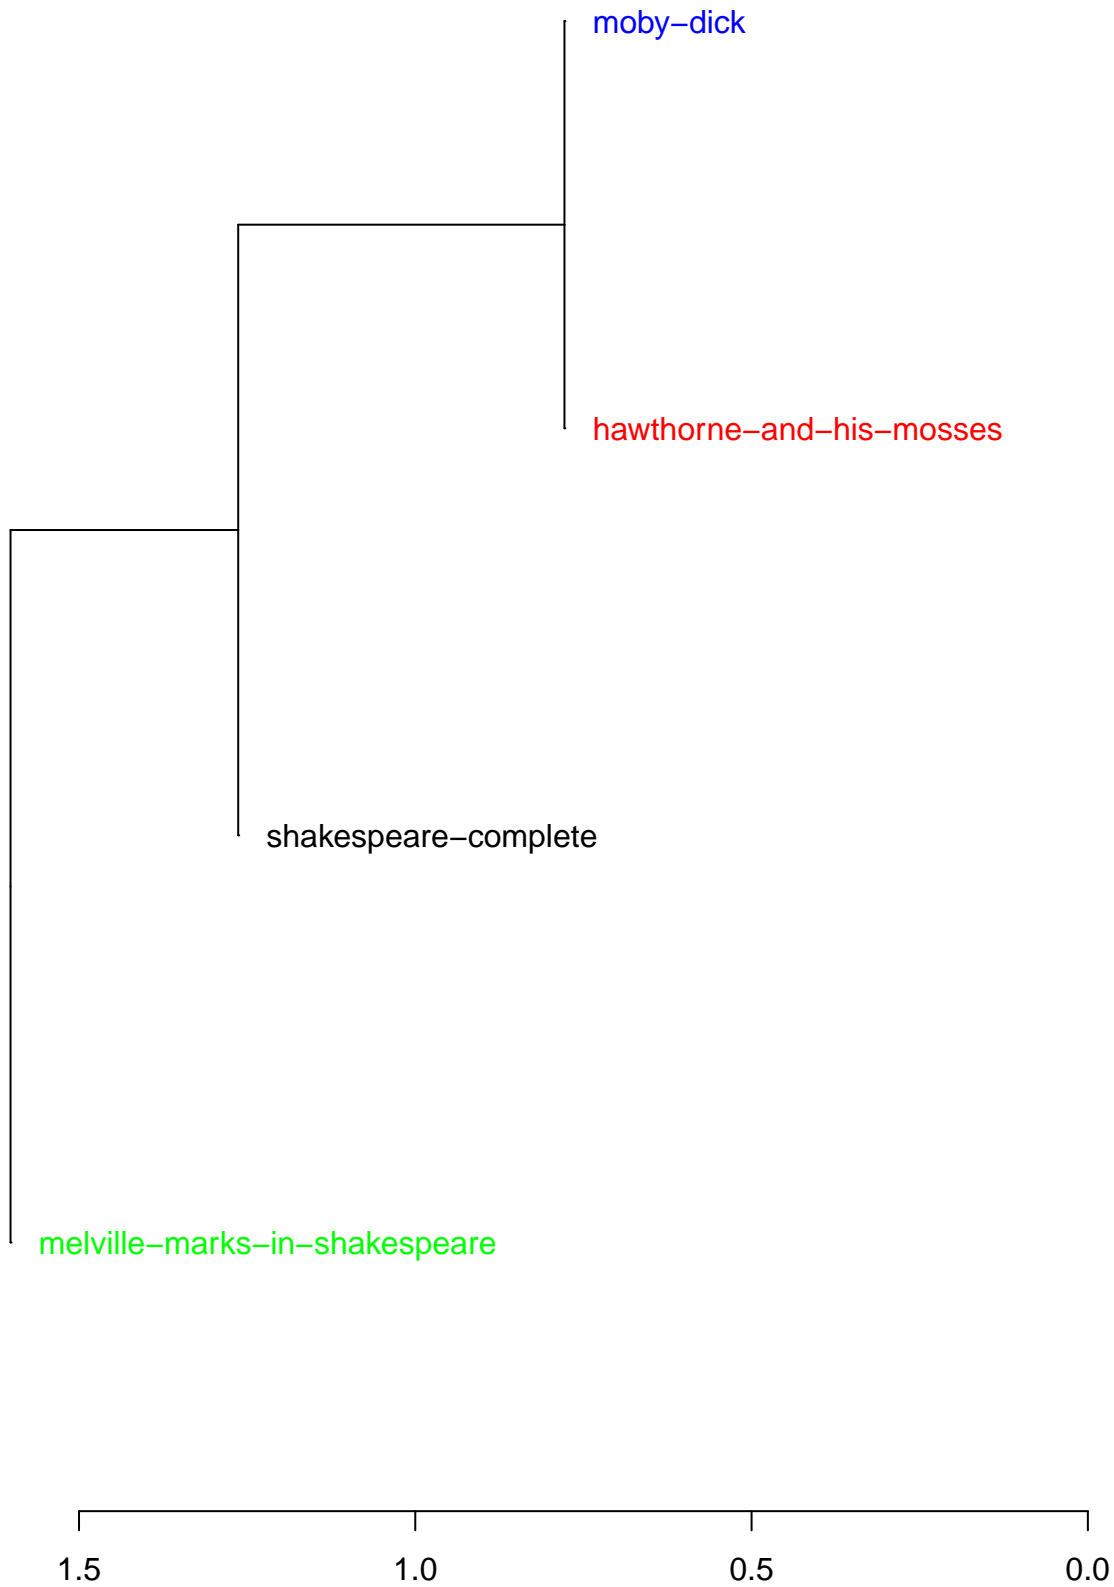 moby−dick
hawthorne−and−his−mosses
shakespeare−complete
melville−marks−in−shakespeare
1.5 1.0 0.5 0.0